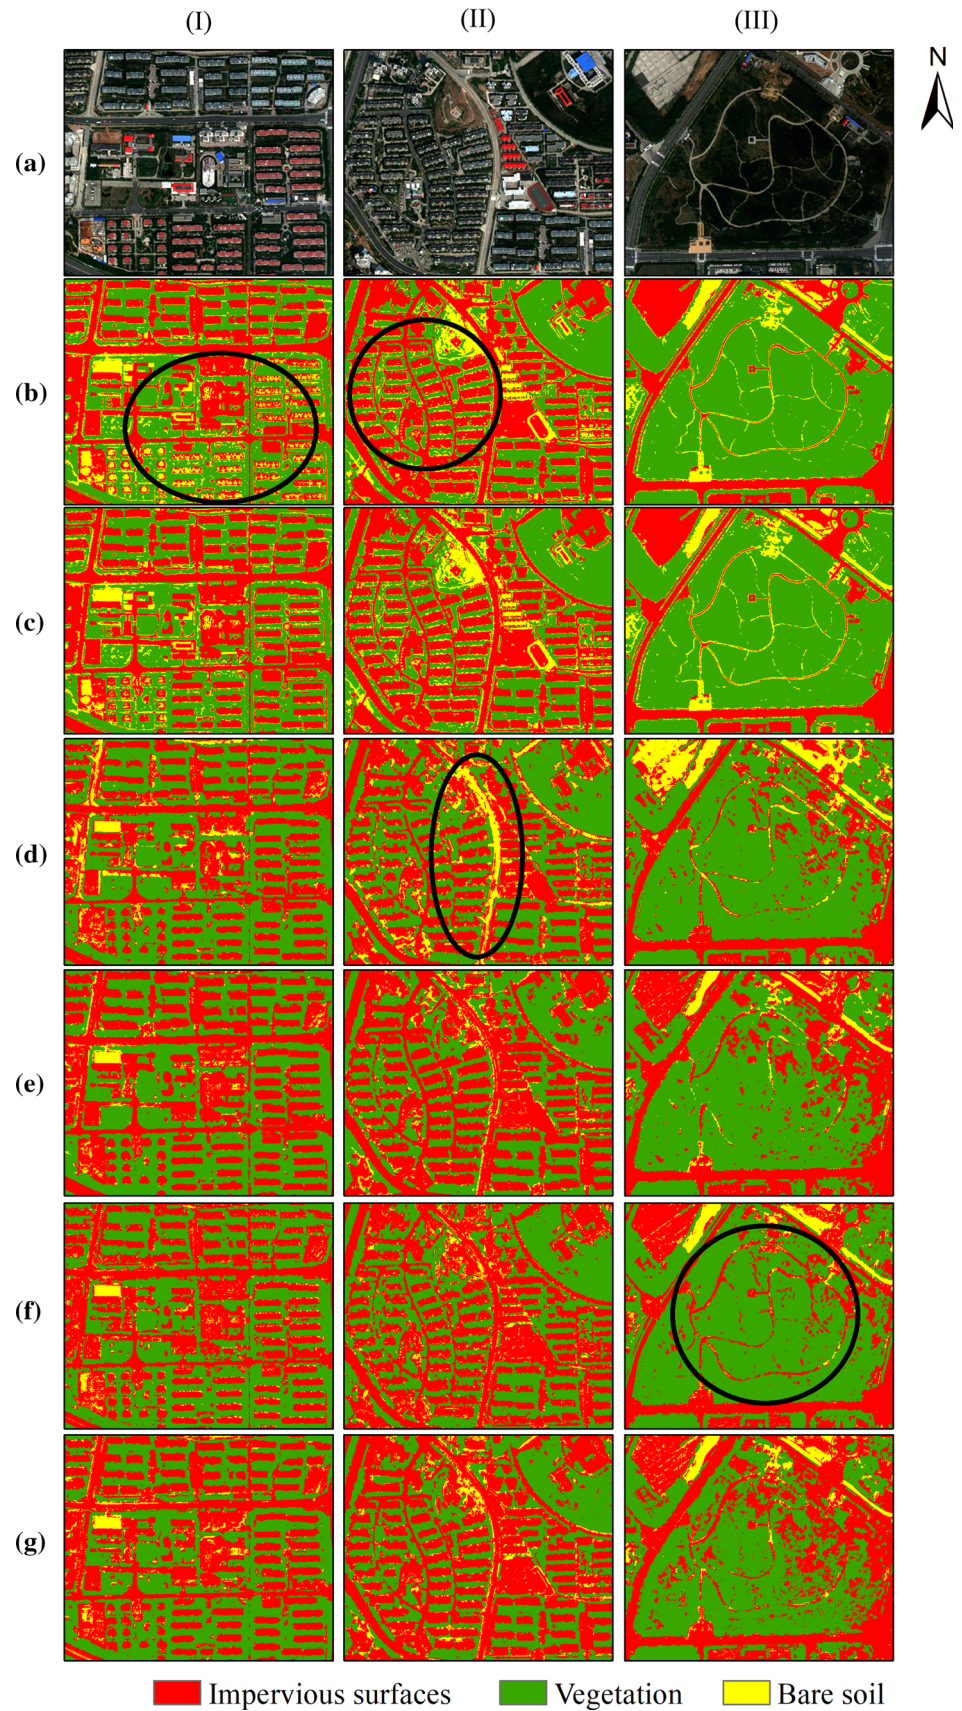 (I) (II) (III)
N
(a)
(b)
(c)
(d)
(e)
(f)
(g)
Impervious surfaces Vegetation Bare soil